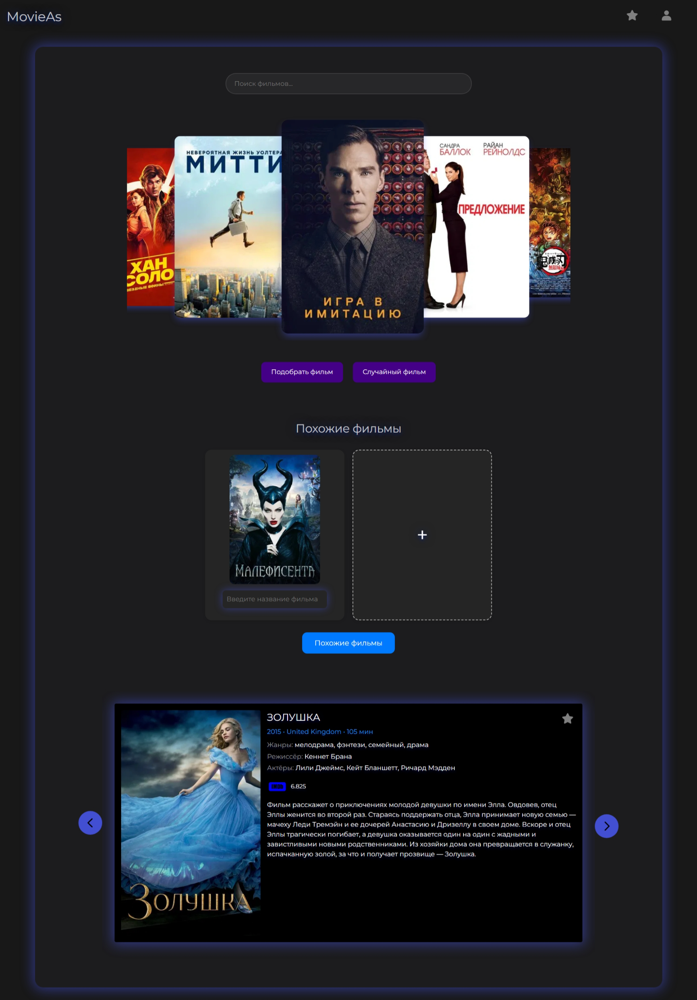 MovieAs
Поиск фильмов...
НЕВЕРОЯТНАЯ ЖИЗНЬ УОЛТЕРА
МИТТИ
САНДРА
БАЛЛОК
РАЙАН
РЕЙНОЛДС
ПРЕДЛОЖЕНИЕ
ХАН
СОЛО
鬼滅の刃
無限城編
ИГРА В
ИМИТАЦИЮ
Подобрать фильм
Случайный фильм
Похожие фильмы
МАЛЕФИСЕНТА
Введите название фильма
+
Похожие фильмы
ЗОЛУШКА
2015 • United Kingdom • 105 мин
Жанры: мелодрама, фэнтези, семейный, драма
Режиссёр: Кеннет Брана
Актёры: Лили Джеймс, Кейт Бланшетт, Ричард Мэдден
IMDb 6.825
Фильм расскажет о приключениях молодой девушки по имени Элла. Овдовев, отец
Эллы женится во второй раз. Стараясь поддержать отца, Элла принимает новую семью —
мачеху Леди Тремэйн и ее дочерей Анастасию и Дризеллу в своем доме. Вскоре и отец
Эллы трагически погибает, а девушка оказывается один на один с жадными и
завистливыми новыми родственниками. Из хозяйки дома она превращается в служанку,
испачканную золой, за что и получает прозвище — Золушка.
Золушка